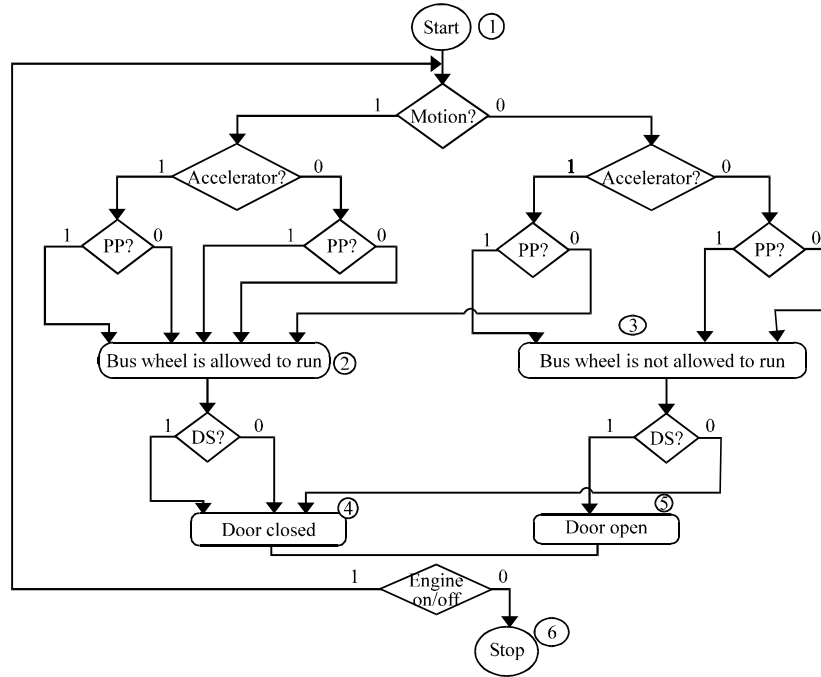 Start 1
1 Motion? 0
1 Accelerator? 0
1 Accelerator? 0
1 PP? 0
1 PP? 0
1 PP? 0
1 PP? 0
3
Bus wheel is allowed to run 2
Bus wheel is not allowed to run
1 DS? 0
1 DS? 0
4
5
Door closed
Door open
1 Engine 0
on/off
6
Stop